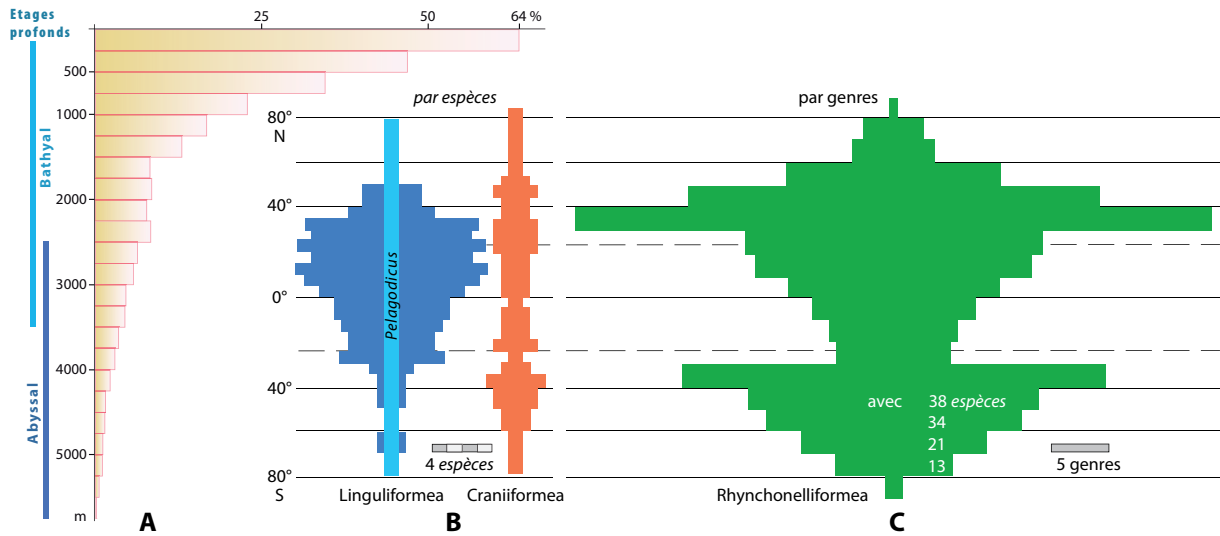 Etages
profonds
25
50
64 %
500
1000
2000
3000
4000
5000
m
Bathyal
Abyssal
A
par espèces
80°
N
40°
0°
40°
80°
S
Pelagodicus
4 espèces
Linguliformea
Craniiformea
B
par genres
avec 38 espèces
34
21
13
5 genres
Rhynchonelliformea
C